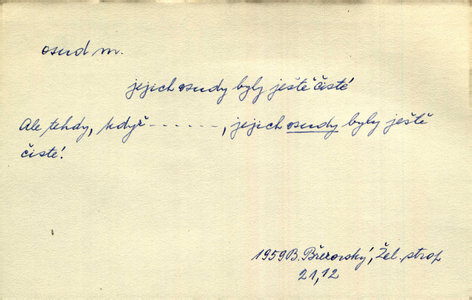 osud m.
jejich osudy byly ještě čisté
Ale tehdy, když - - - - - - , jejich osudy byly ještě
čisté!
1959 B. Březovský, Žel. strop
21,12